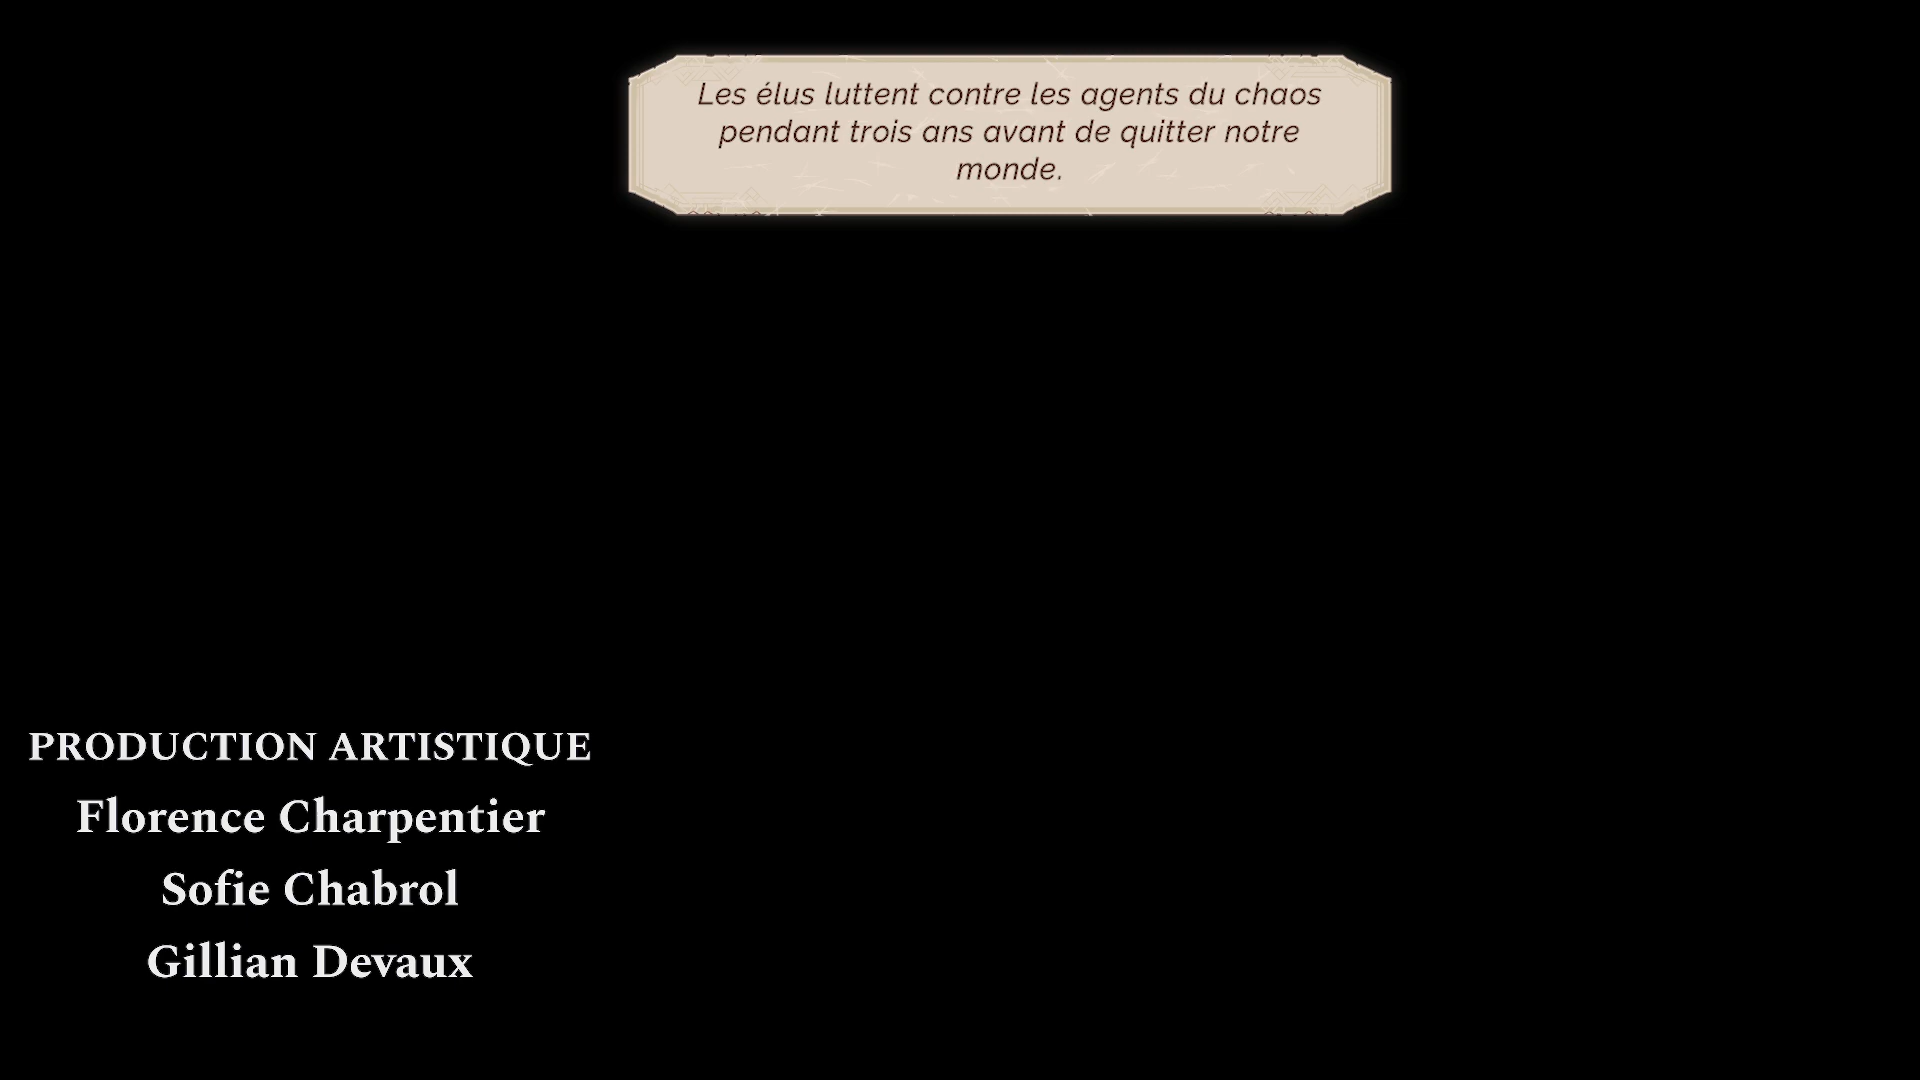 Les élus luttent contre les agents du chaos
pendant trois ans avant de quitter notre
monde.
PRODUCTION ARTISTIQUE
Florence Charpentier
Sofie Chabrol
Gillian Devaux